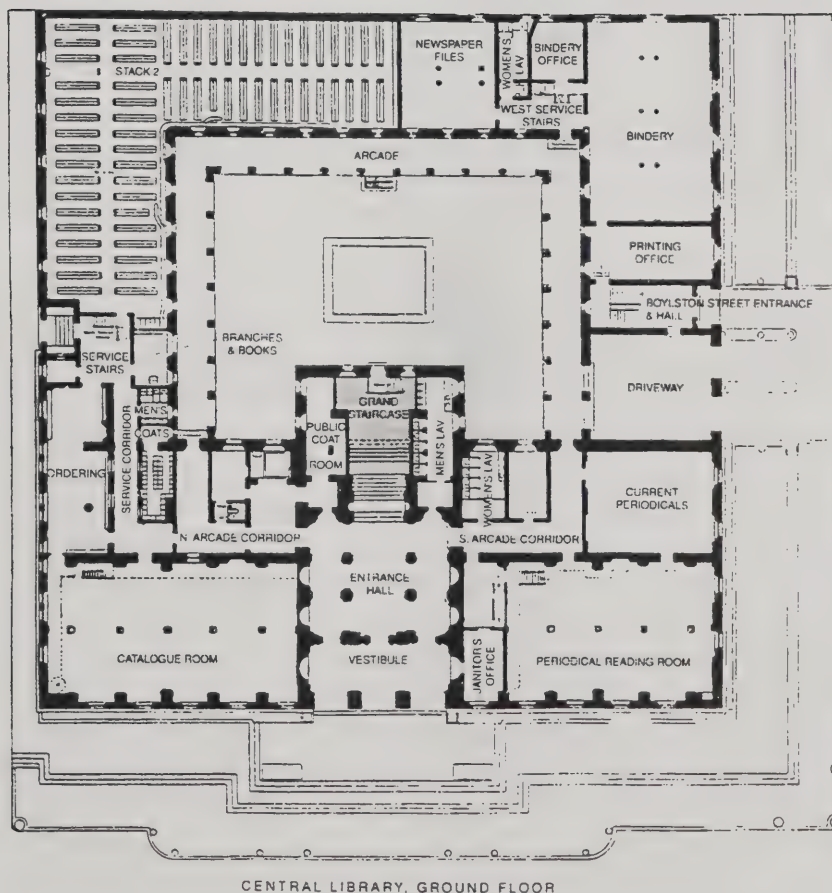 NEWSPAPER
FILES
WOMEN'S
LAV
BINDERY
OFFICE
STACK 2
WEST SERVICE
STAIRS
BINDERY
ARCADE
PRINTING
OFFICE
BOYLSTON STREET ENTRANCE
& HALL
BRANCHES
& BOOKS
SERVICE
STAIRS
DRIVEWAY
GRAND
STAIRCASE
MEN'S
COATS
PUBLIC
COAT
ROOM
MEN'S LAV
SERVICE CORRIDOR
ORDERING
WOMEN'S LAV
CURRENT
PERIODICALS
N. ARCADE CORRIDOR
S. ARCADE CORRIDOR
ENTRANCE
HALL
CATALOGUE ROOM
VESTIBULE
JANITOR'S
OFFICE
PERIODICAL READING ROOM
CENTRAL LIBRARY, GROUND FLOOR